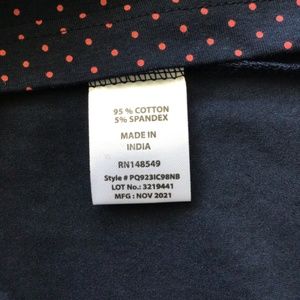 95 % COTTON
5% SPANDEX
MADE IN
INDIA
RN148549
Style # PQ923IC98NB
LOT No.: 3219441
MFG : NOV 2021